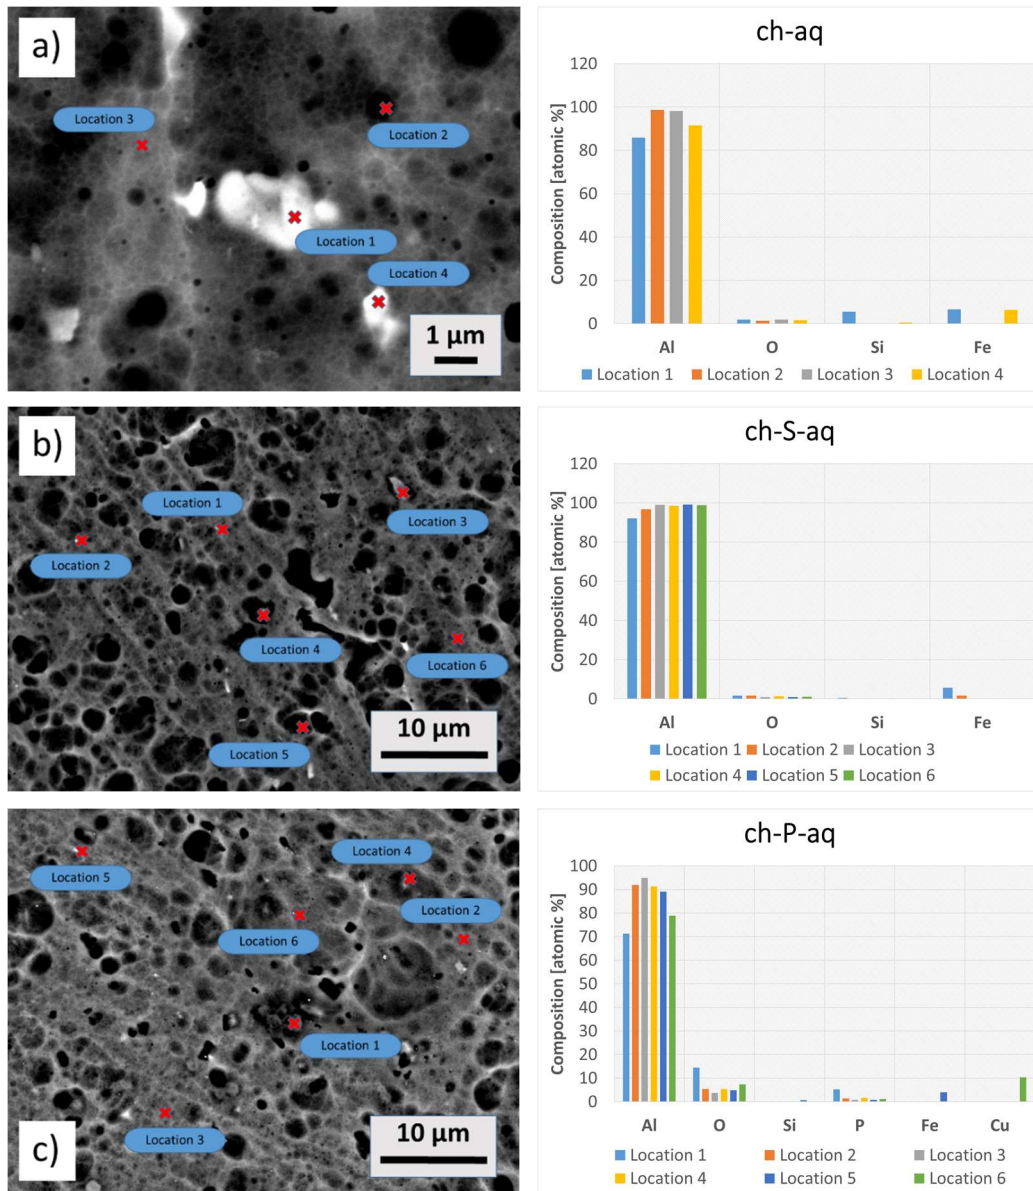 a)
Location 3
Location 2
Location 1
Location 4
1 µm
ch-aq
Composition [atomic %]
120
100
80
60
40
20
0
Al O Si Fe
Location 1 Location 2 Location 3 Location 4
b)
Location 1
Location 3
Location 2
Location 4
Location 6
Location 5
10 µm
ch-S-aq
Composition [atomic %]
120
100
80
60
40
20
0
Al O Si Fe
Location 1 Location 2 Location 3
Location 4 Location 5 Location 6
Location 4
Location 5
Location 2
Location 6
Location 1
Location 3
c)
10 µm
ch-P-aq
Composition [atomic %]
100
90
80
70
60
50
40
30
20
10
0
Al O Si P Fe Cu
Location 1 Location 2 Location 3
Location 4 Location 5 Location 6